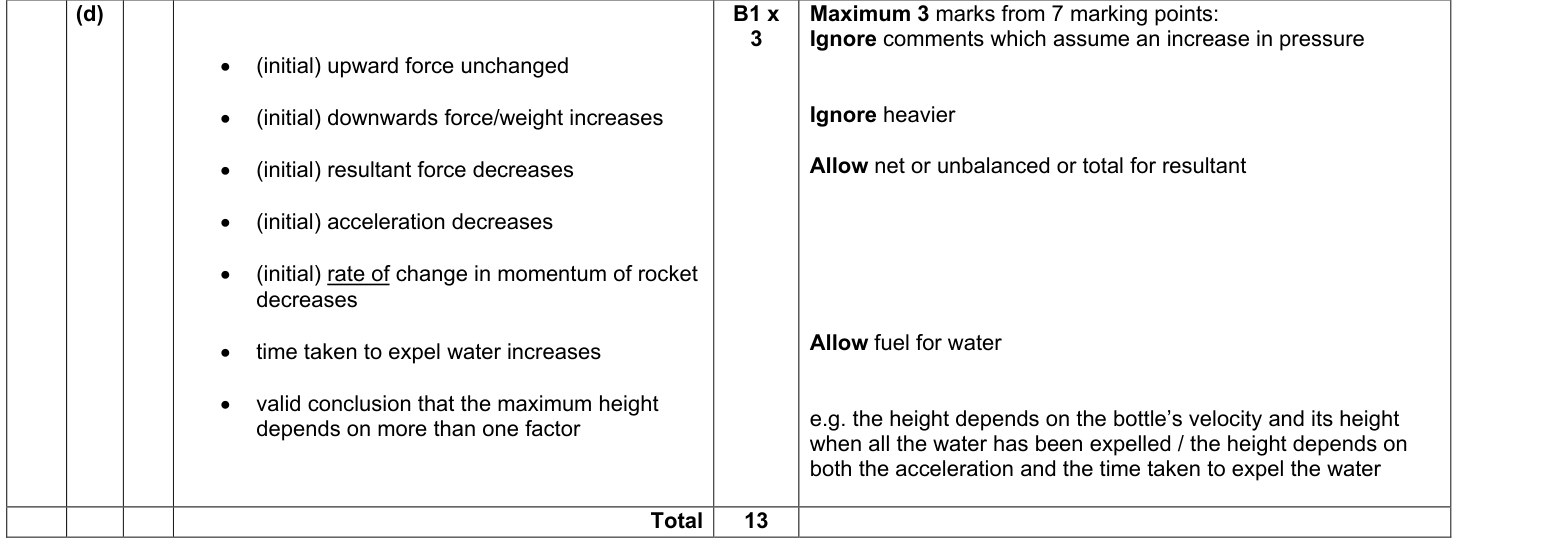 (d)
B1 x
3
Maximum 3 marks from 7 marking points:
Ignore comments which assume an increase in pressure
• (initial) upward force unchanged
• (initial) downwards force/weight increases
Ignore heavier
• (initial) resultant force decreases
Allow net or unbalanced or total for resultant
• (initial) acceleration decreases
• (initial) rate of change in momentum of rocket
decreases
• time taken to expel water increases
Allow fuel for water
• valid conclusion that the maximum height
depends on more than one factor
e.g. the height depends on the bottle’s velocity and its height
when all the water has been expelled / the height depends on
both the acceleration and the time taken to expel the water
Total
13